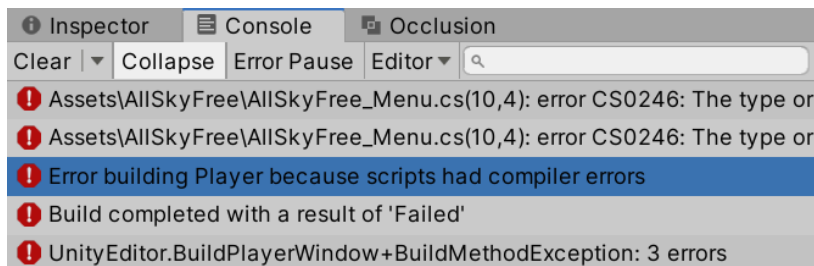 Inspector Console Occlusion
Clear Collapse Error Pause Editor
Assets\AllSkyFree\AllSkyFree_Menu.cs(10,4): error CS0246: The type or
Assets\AllSkyFree\AllSkyFree_Menu.cs(10,4): error CS0246: The type or
Error building Player because scripts had compiler errors
Build completed with a result of 'Failed'
UnityEditor.BuildPlayerWindow+BuildMethodException: 3 errors